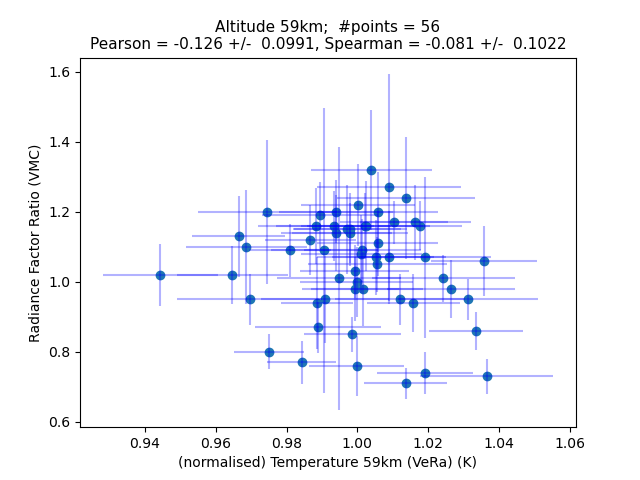 Altitude 59km;  #points = 56
Pearson = -0.126 +/-  0.0991, Spearman = -0.081 +/-  0.1022
Radiance Factor Ratio (VMC)
1.6
1.4
1.2
1.0
0.8
0.6
0.94 0.96 0.98 1.00 1.02 1.04 1.06
(normalised) Temperature 59km (VeRa) (K)